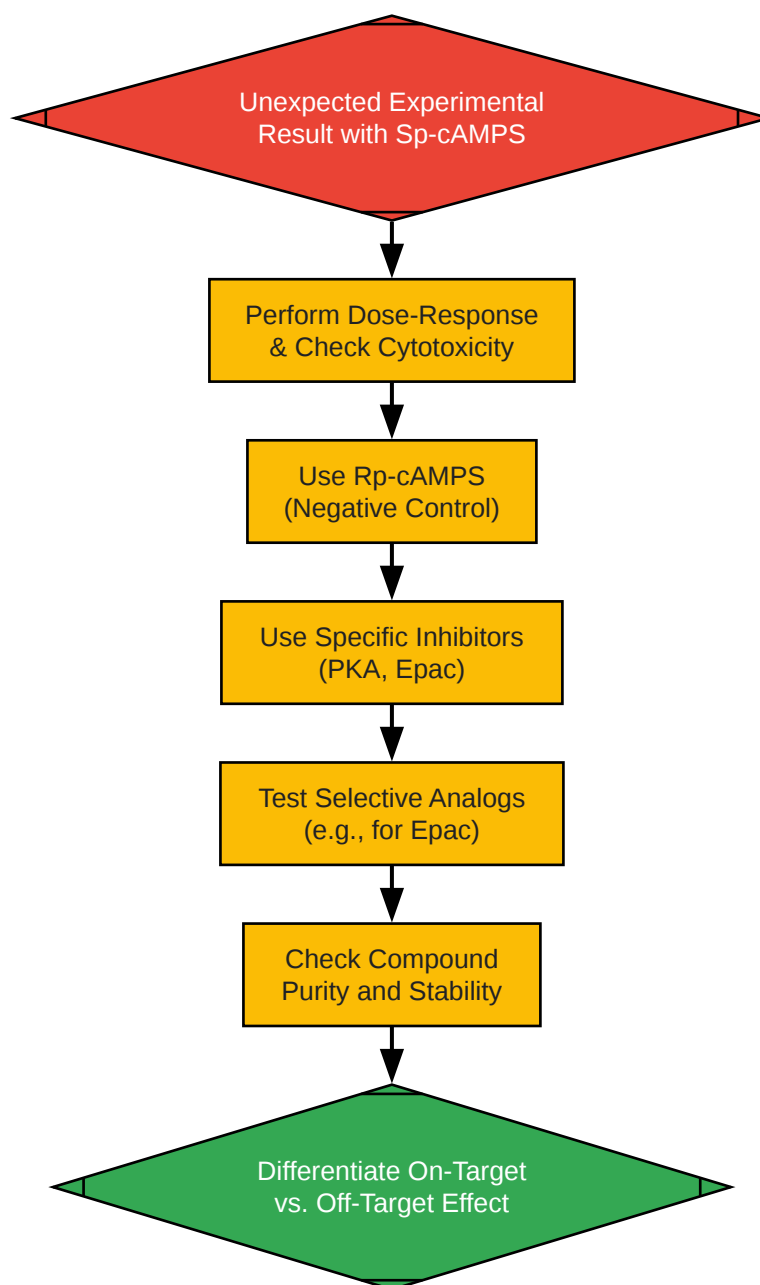 Unexpected Experimental
Result with Sp-cAMPS
Perform Dose-Response
& Check Cytotoxicity
Use Rp-cAMPS
(Negative Control)
Use Specific Inhibitors
(PKA, Epac)
Test Selective Analogs
(e.g., for Epac)
Check Compound
Purity and Stability
Differentiate On-Target
vs. Off-Target Effect